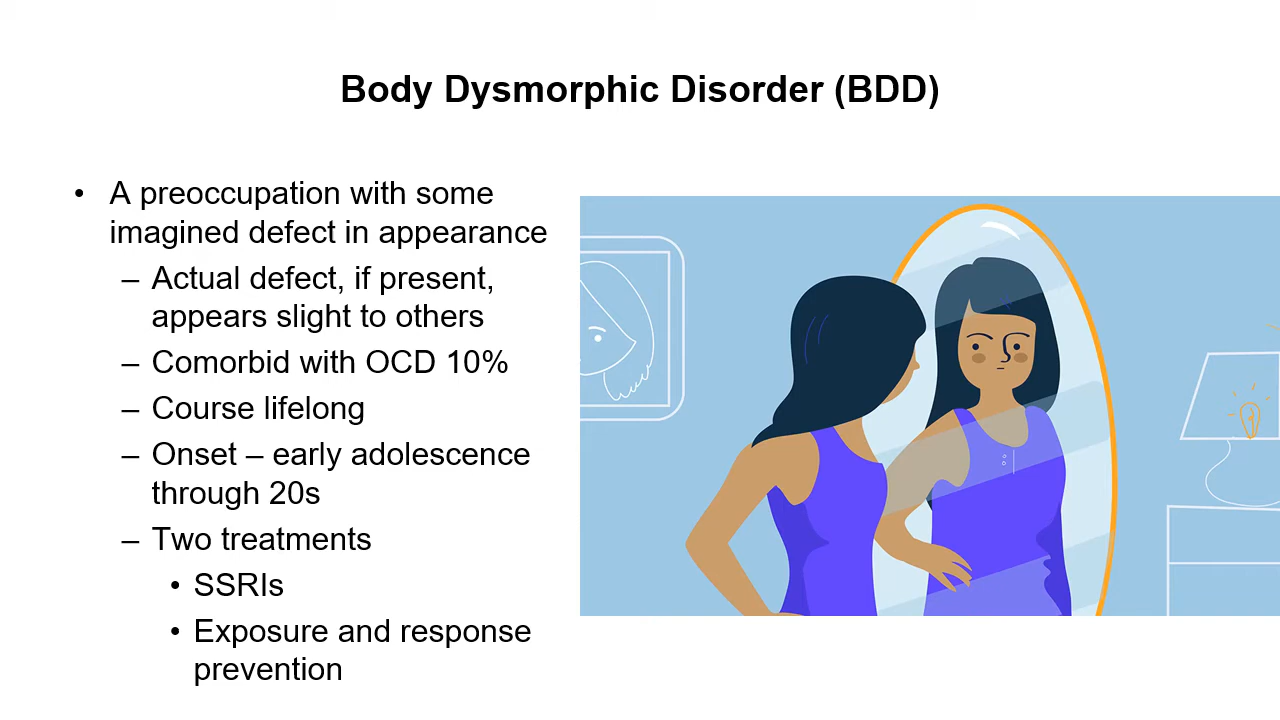 Body Dysmorphic Disorder (BDD)
• A preoccupation with some
imagined defect in appearance
– Actual defect, if present,
appears slight to others
– Comorbid with OCD 10%
– Course lifelong
– Onset – early adolescence
through 20s
– Two treatments
• SSRIs
• Exposure and response
prevention